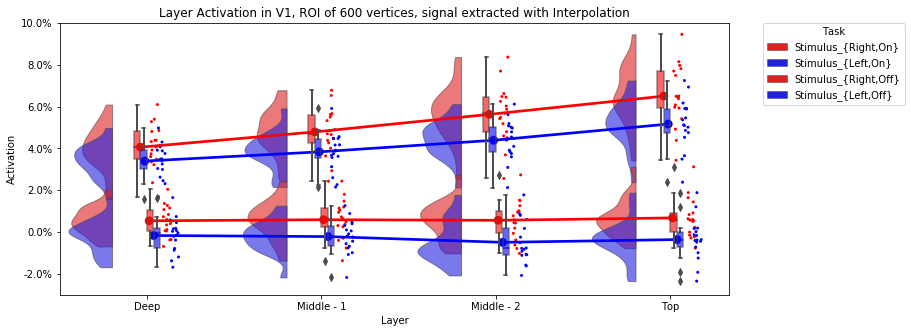 Layer Activation in V1, ROI of 600 vertices, signal extracted with Interpolation
10.0%
8.0%
6.0%
4.0%
2.0%
0.0%
-2.0%
Activation
Deep
Middle - 1
Middle - 2
Top
Layer
Task
Stimulus_{Right,On}
Stimulus_{Left,On}
Stimulus_{Right,Off}
Stimulus_{Left,Off}